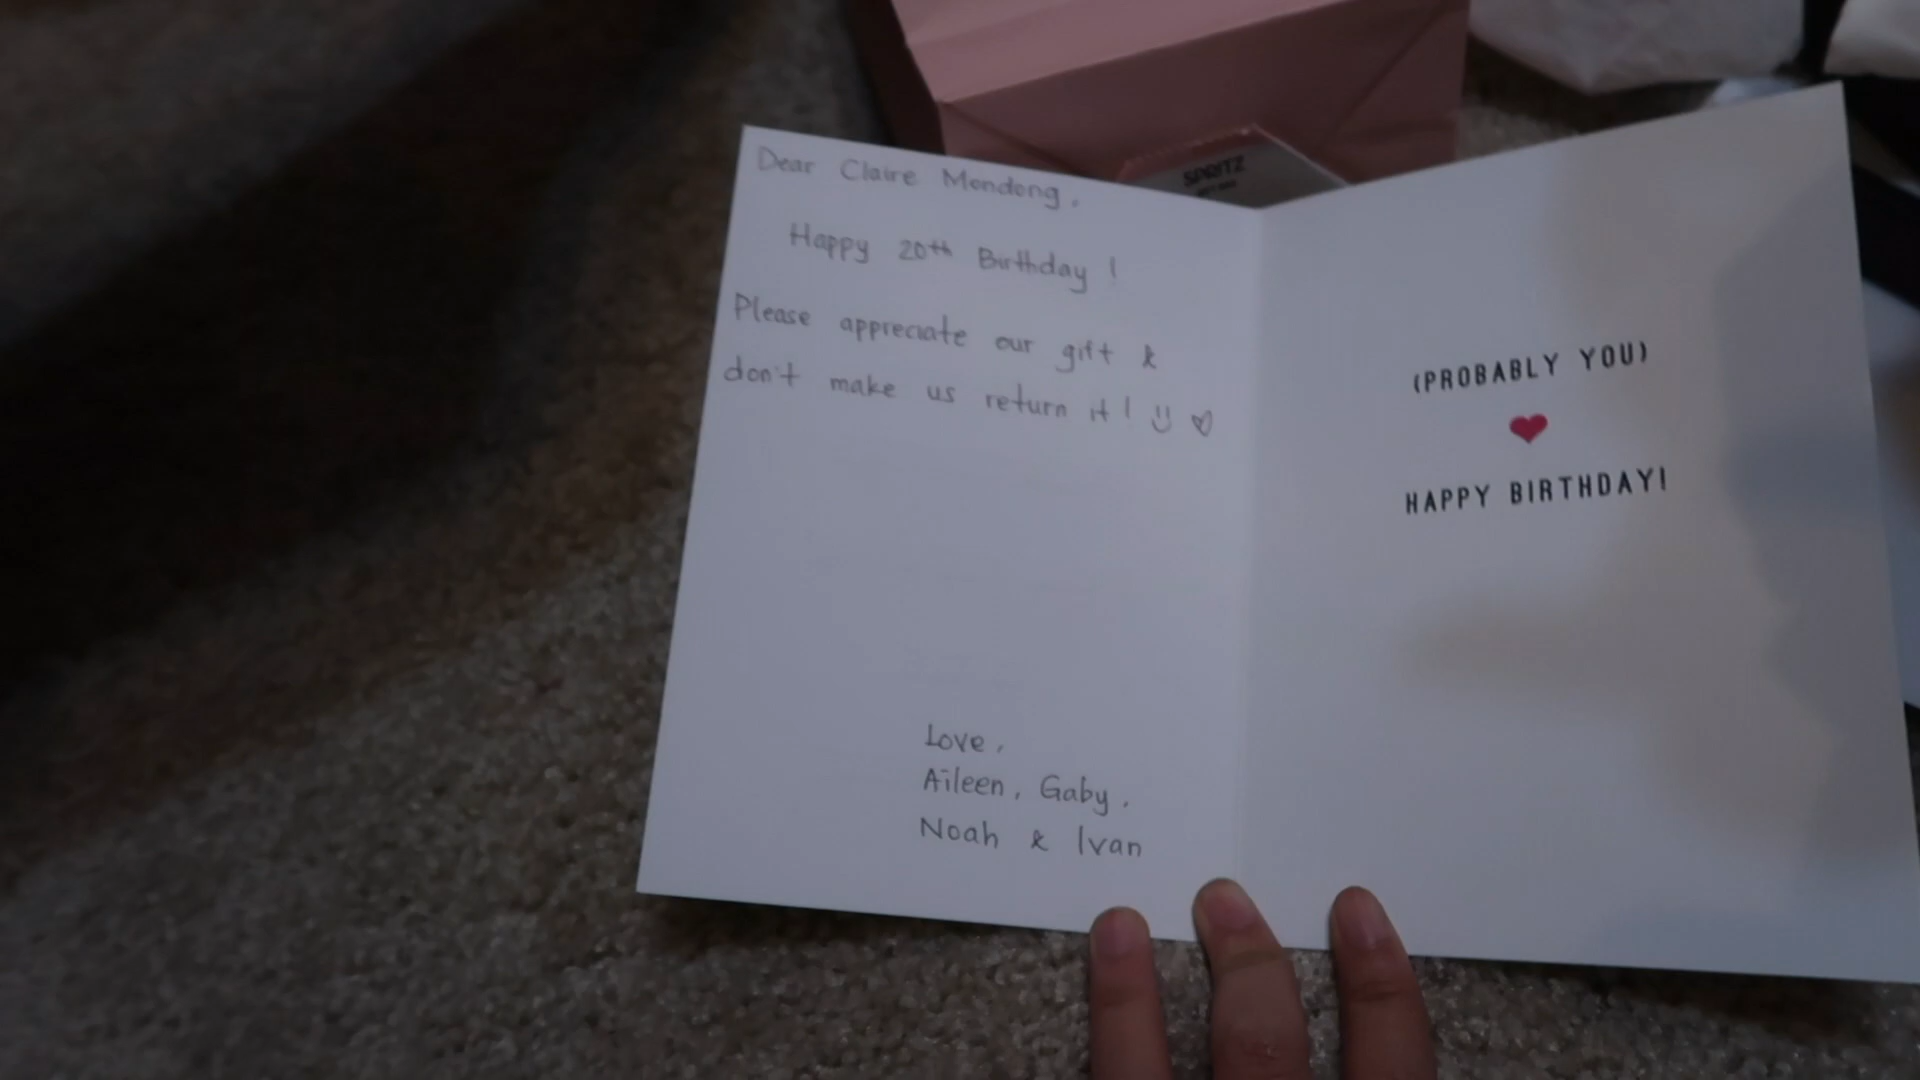 Dear Claire Mondong,
Happy 20th Birthday!
Please appreciate our gift &
don't make us return it! :) ♡
Love,
Aileen, Gaby,
Noah & Ivan
(PROBABLY YOU)
❤
HAPPY BIRTHDAY!
SPRITZ